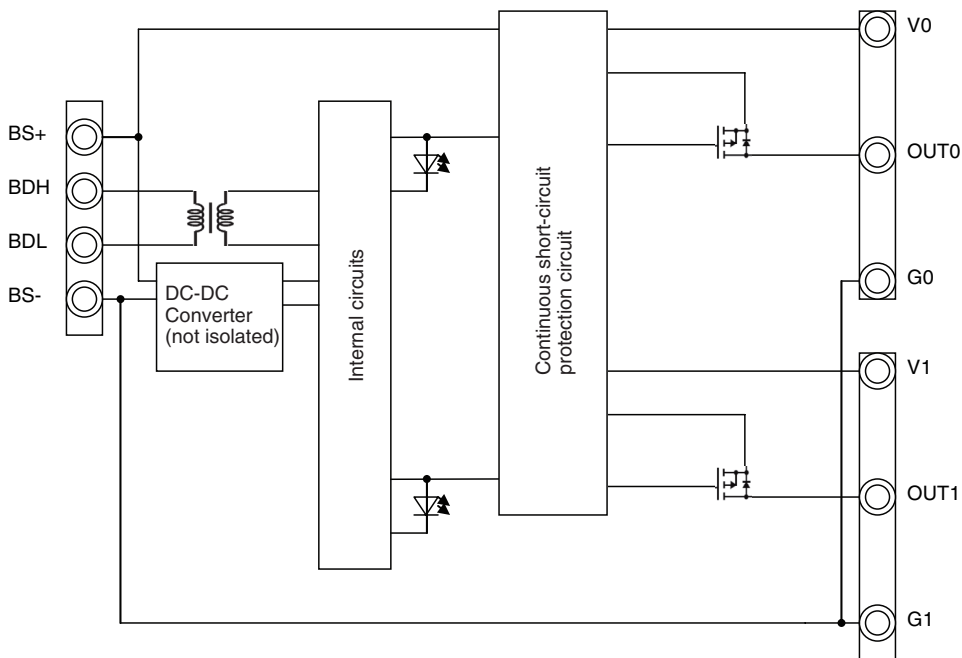 BS+
BDH
BDL
BS-
DC-DC
Converter
(not isolated)
Internal circuits
Continuous short-circuit
protection circuit
V0
OUT0
G0
V1
OUT1
G1